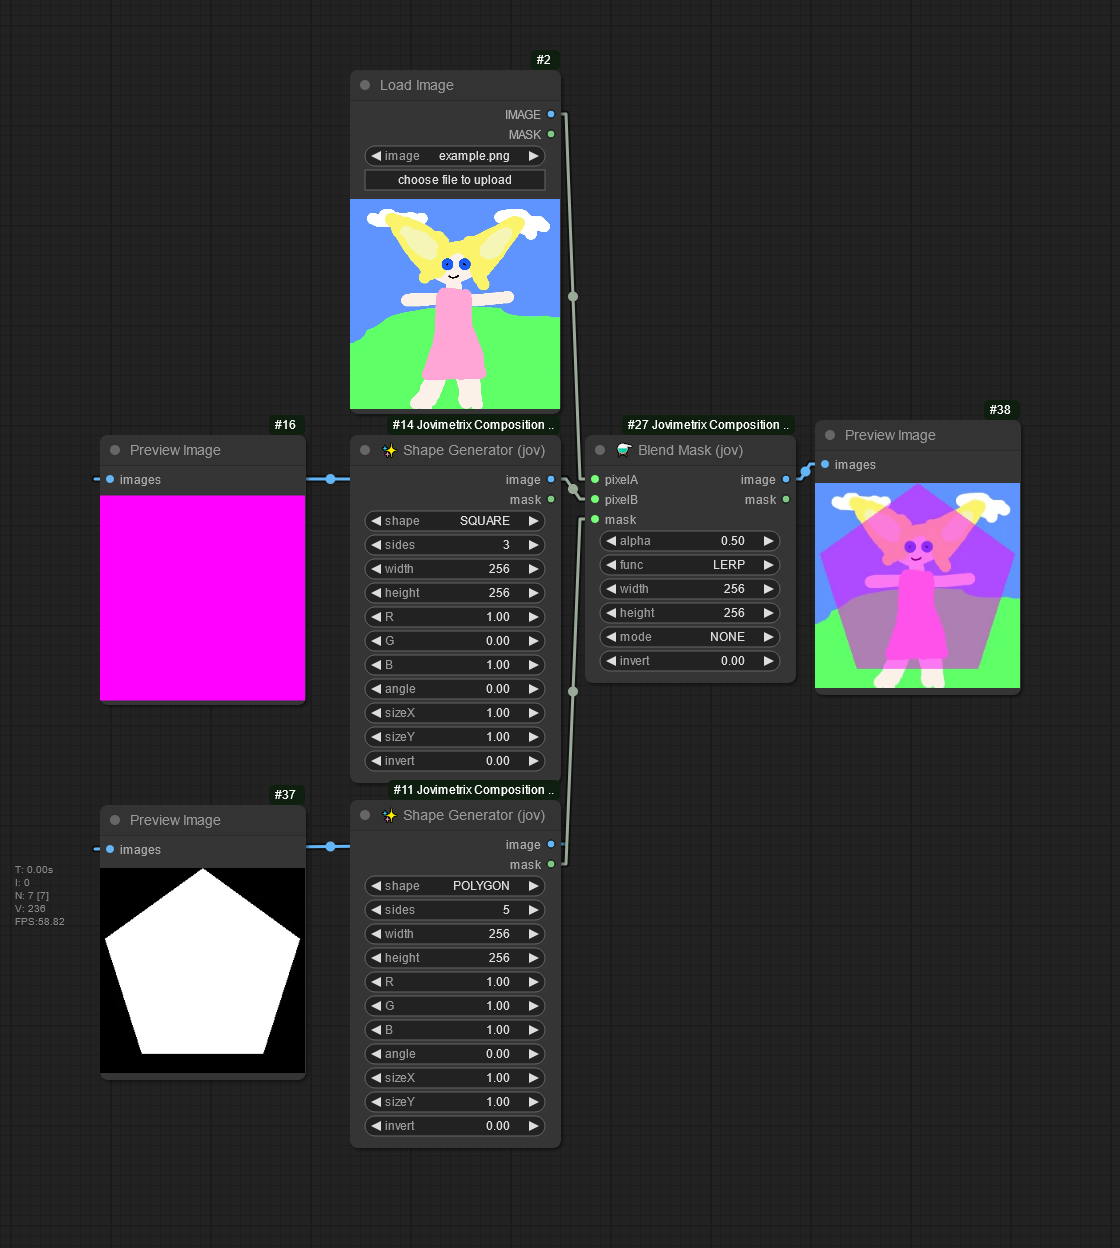 #2
Load Image
IMAGE
MASK
image example.png
choose file to upload
#16
Preview Image
images
#14 Jovimetrix Composition ..
Shape Generator (jov)
image
mask
shape SQUARE
sides 3
width 256
height 256
R 1.00
G 0.00
B 1.00
angle 0.00
sizeX 1.00
sizeY 1.00
invert 0.00
#27 Jovimetrix Composition ..
Blend Mask (jov)
pixelA image
pixelB mask
mask
alpha 0.50
func LERP
width 256
height 256
mode NONE
invert 0.00
#38
Preview Image
images
#37
Preview Image
images
T: 0.00s
I: 0
N: 7 [7]
V: 236
FPS:58.82
#11 Jovimetrix Composition ..
Shape Generator (jov)
image
mask
shape POLYGON
sides 5
width 256
height 256
R 1.00
G 1.00
B 1.00
angle 0.00
sizeX 1.00
sizeY 1.00
invert 0.00